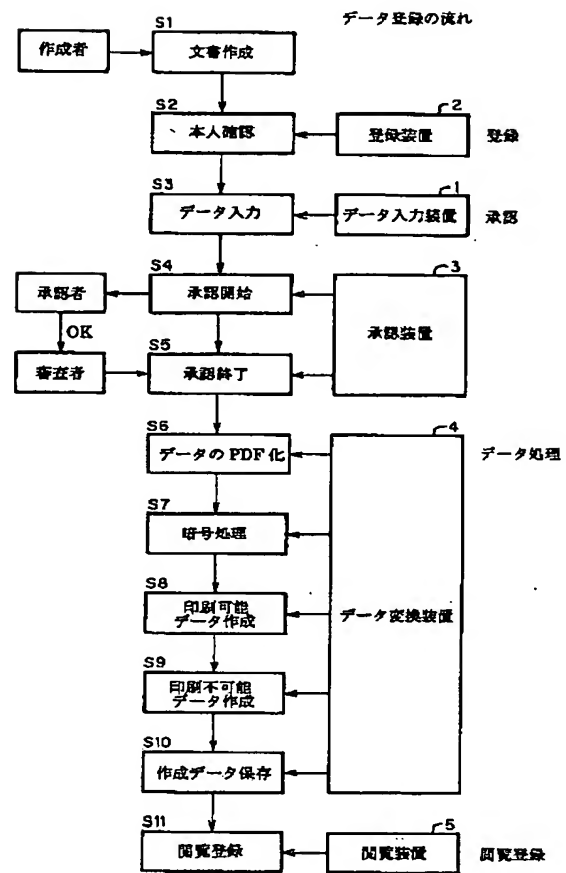 データ登録の流れ
S1
作成者
文書作成
S2
2
本人確認
登録装置
登録
S3
1
データ入力
データ入力装置
承認
S4
3
承認者
承認開始
OK
承認装置
S5
審査者
承認終了
S6
4
データのPDF化
データ処理
S7
暗号処理
S8
印刷可能
データ作成
データ変換装置
S9
印刷不可能
データ作成
S10
作成データ保存
S11
5
閲覧登録
閲覧装置
閲覧登録